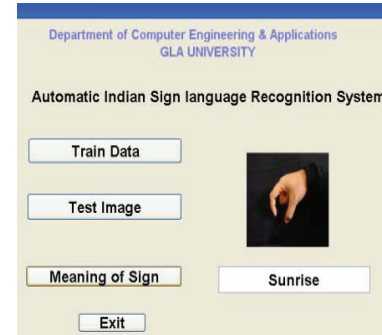 Department of Computer Engineering & Applications
GLA UNIVERSITY
Automatic Indian Sign language Recognition System
Train Data
Test Image
Meaning of Sign
Sunrise
Exit